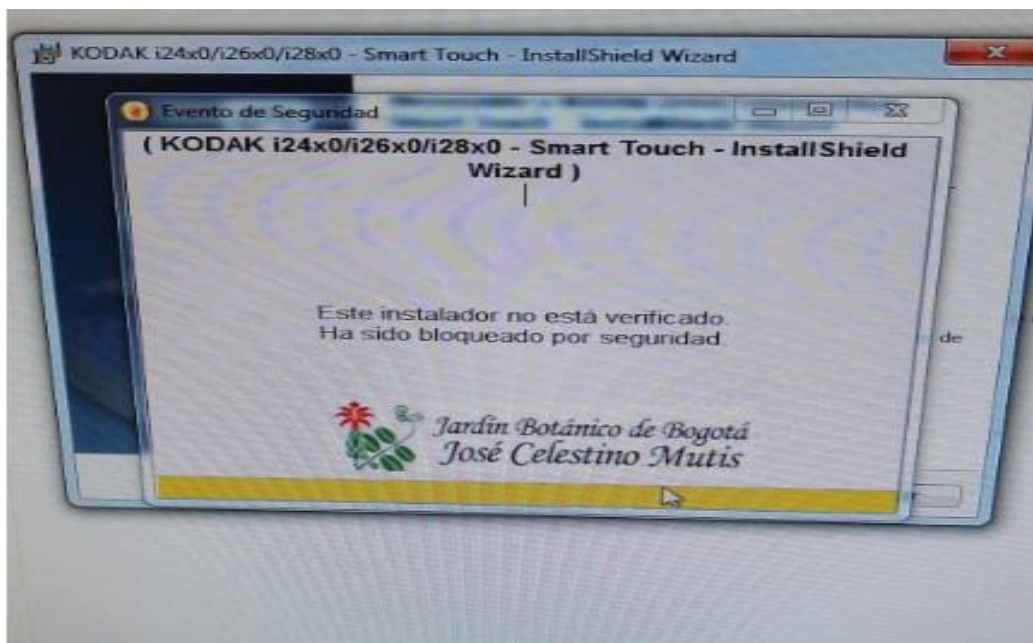 KODAK i24x0/i26x0/i28x0 - Smart Touch - InstallShield Wizard
Evento de Seguridad
( KODAK i24x0/i26x0/i28x0 - Smart Touch - InstallShield
Wizard )
Este instalador no está verificado.
Ha sido bloqueado por seguridad.
de
Jardín Botánico de Bogotá
José Celestino Mutis